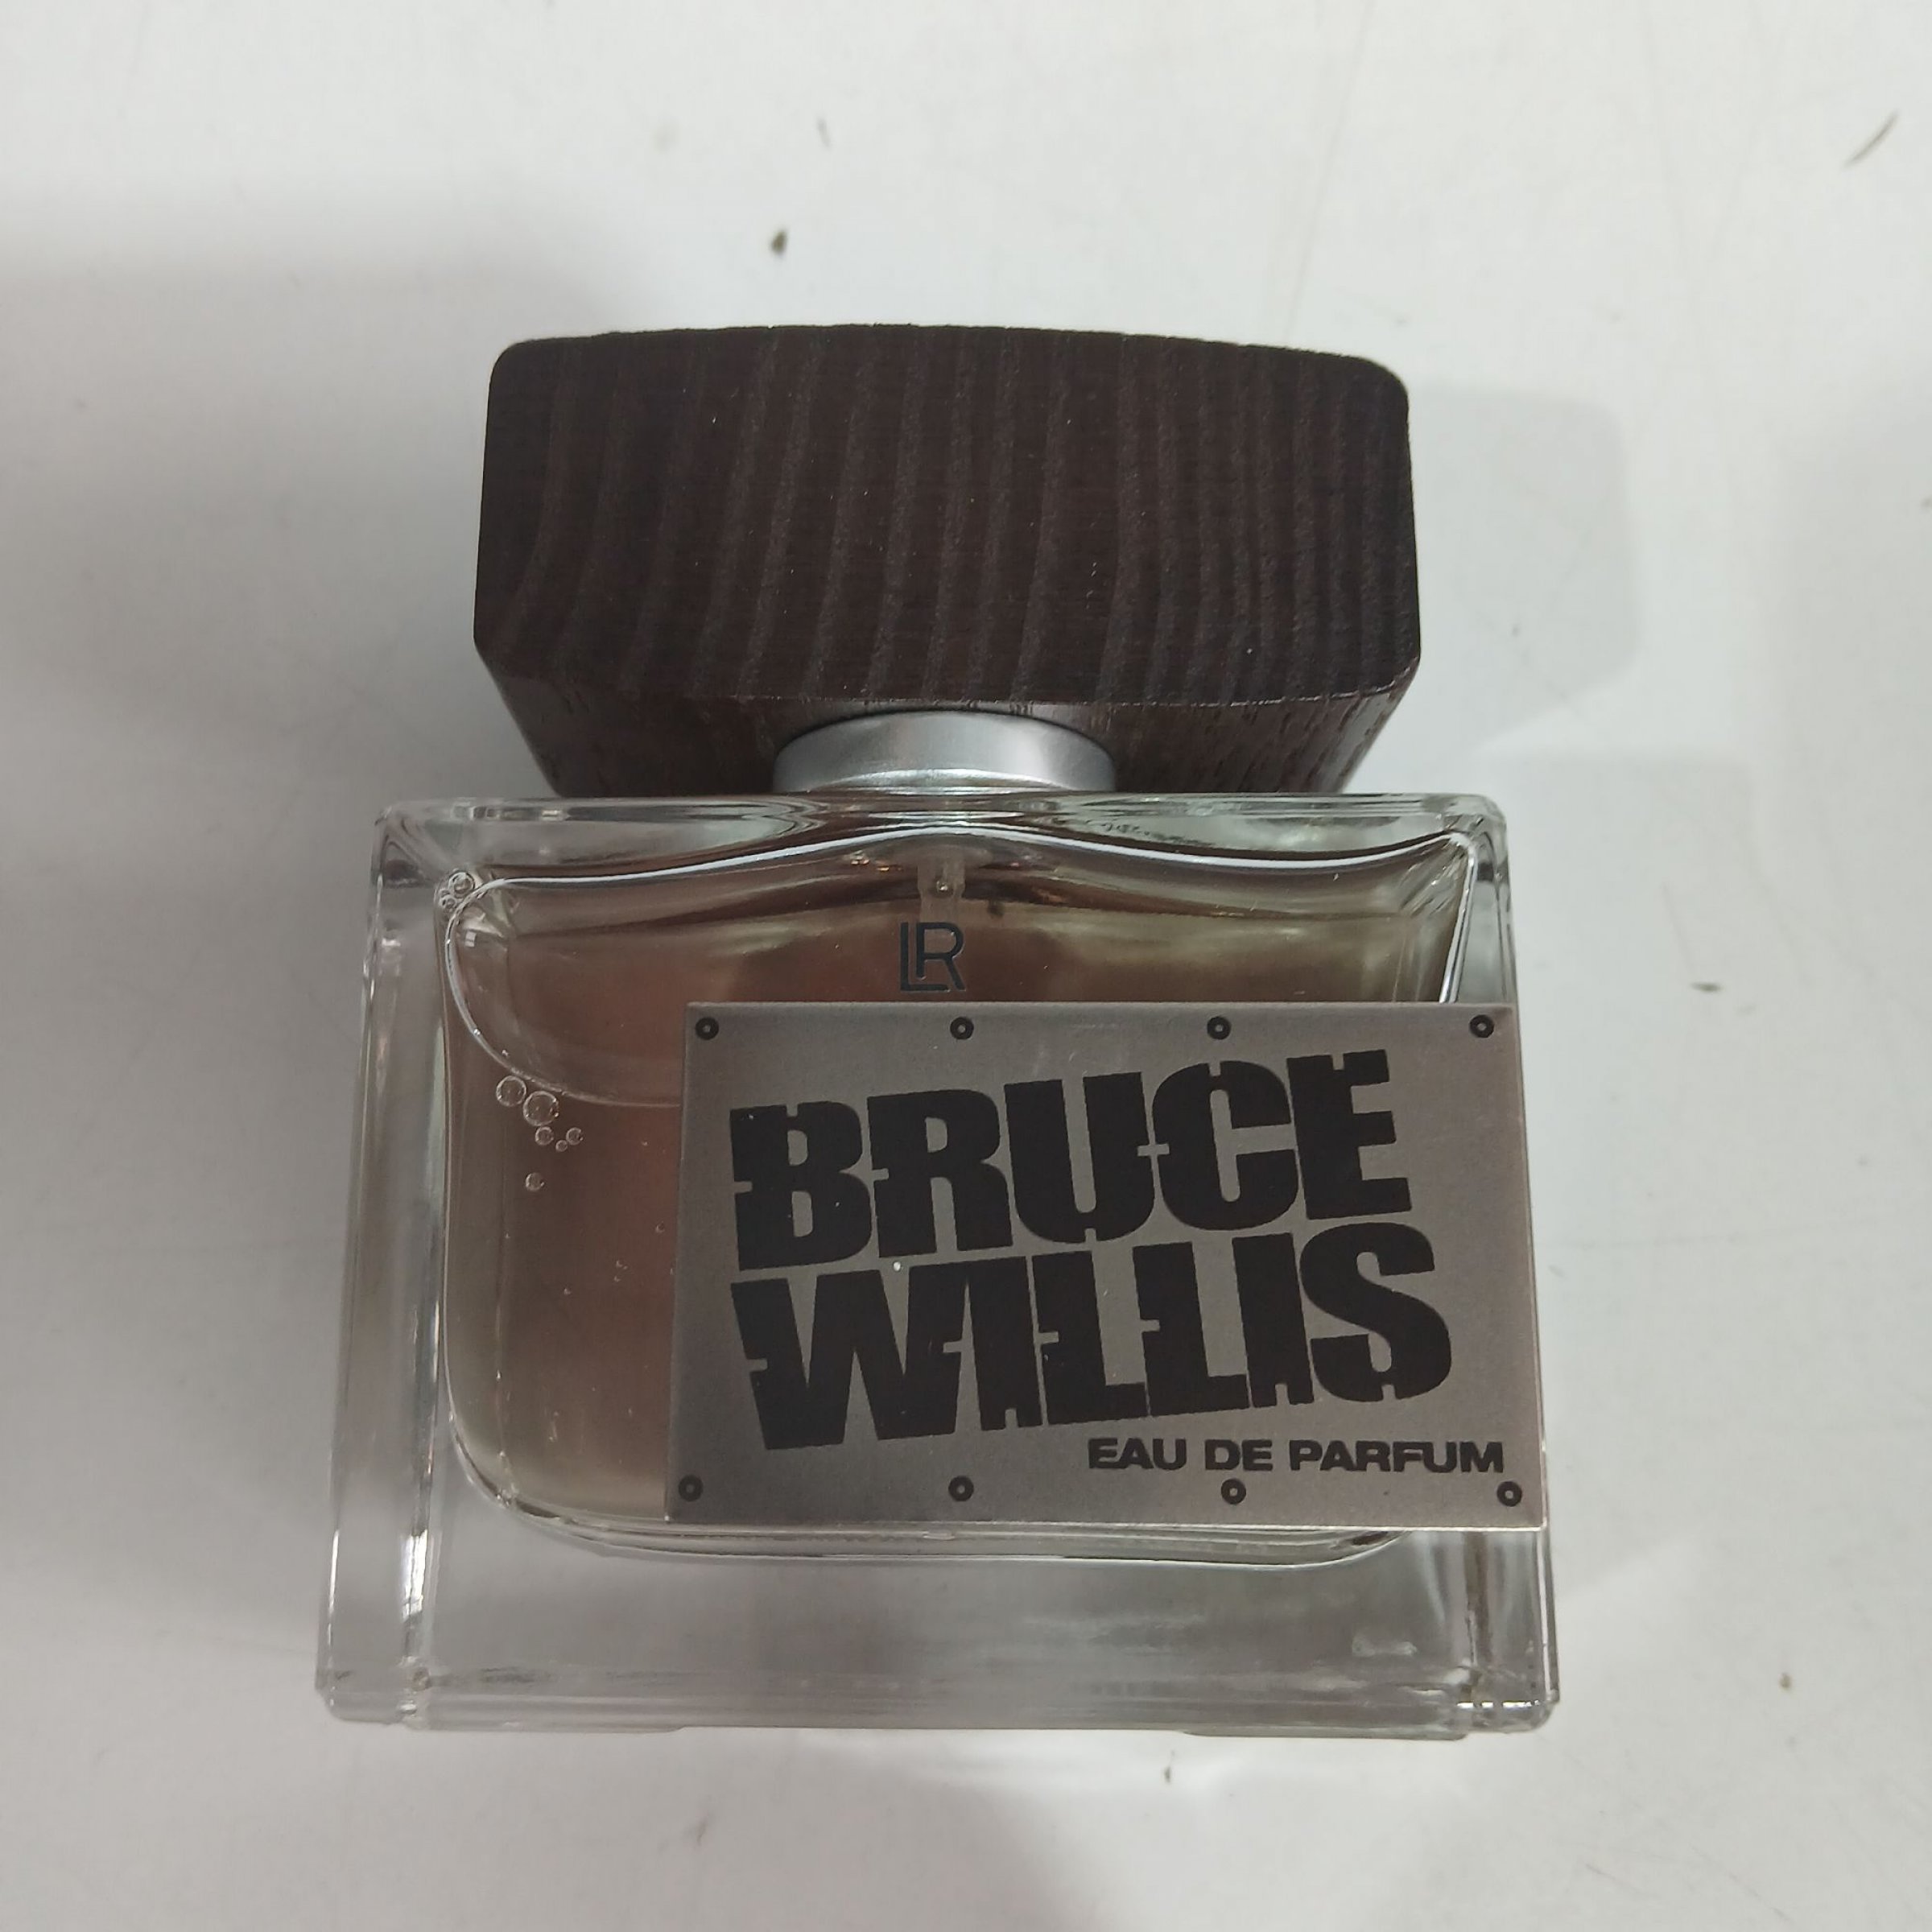 LR
BRUCE
WILLIS
EAU DE PARFUM